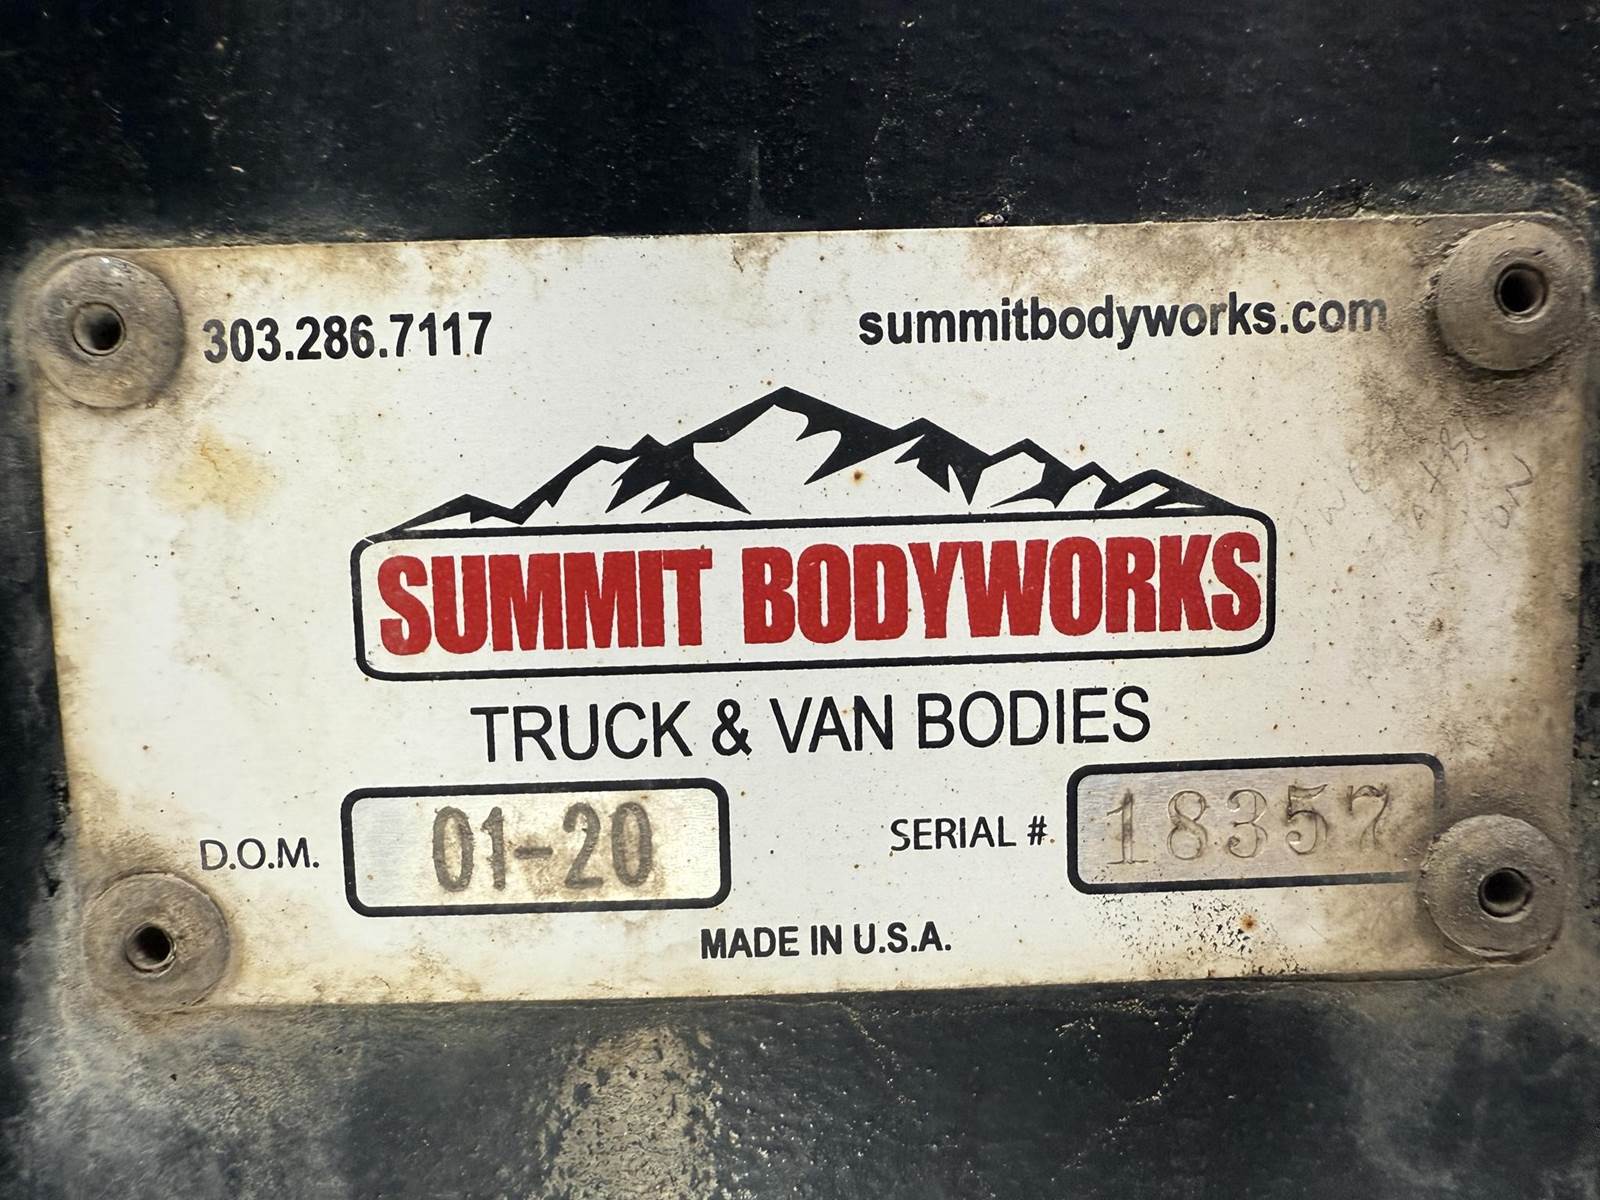 303.286.7117
summitbodyworks.com
SUMMIT BODYWORKS
TRUCK & VAN BODIES
D.O.M. 01-20
SERIAL # 18357
MADE IN U.S.A.